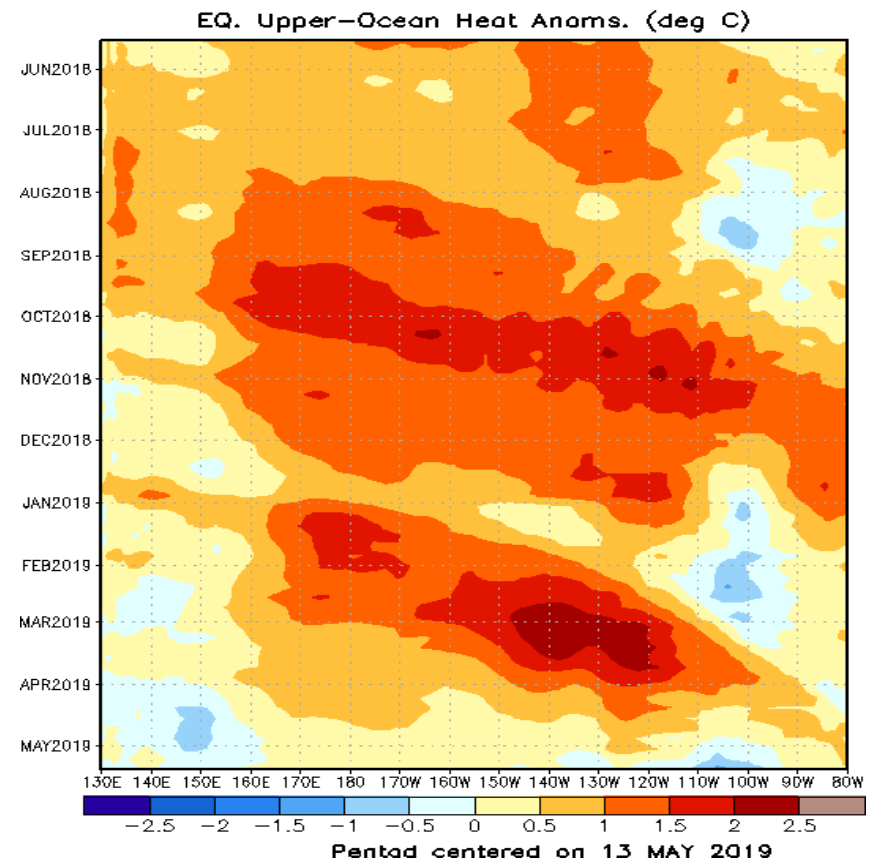 EQ. Upper-Ocean Heat Anoms. (deg C)
JUN2018
JUL2018
AUG2018
SEP2018
OCT2018
NOV2018
DEC2018
JAN2019
FEB2019
MAR2019
APR2019
MAY2019
130E 140E 150E 160E 170E 180 170W 160W 150W 140W 130W 120W 110W 100W 90W 80W
-2.5 -2 -1.5 -1 -0.5 0 0.5 1 1.5 2 2.5
Pentad centered on 13 MAY 2019